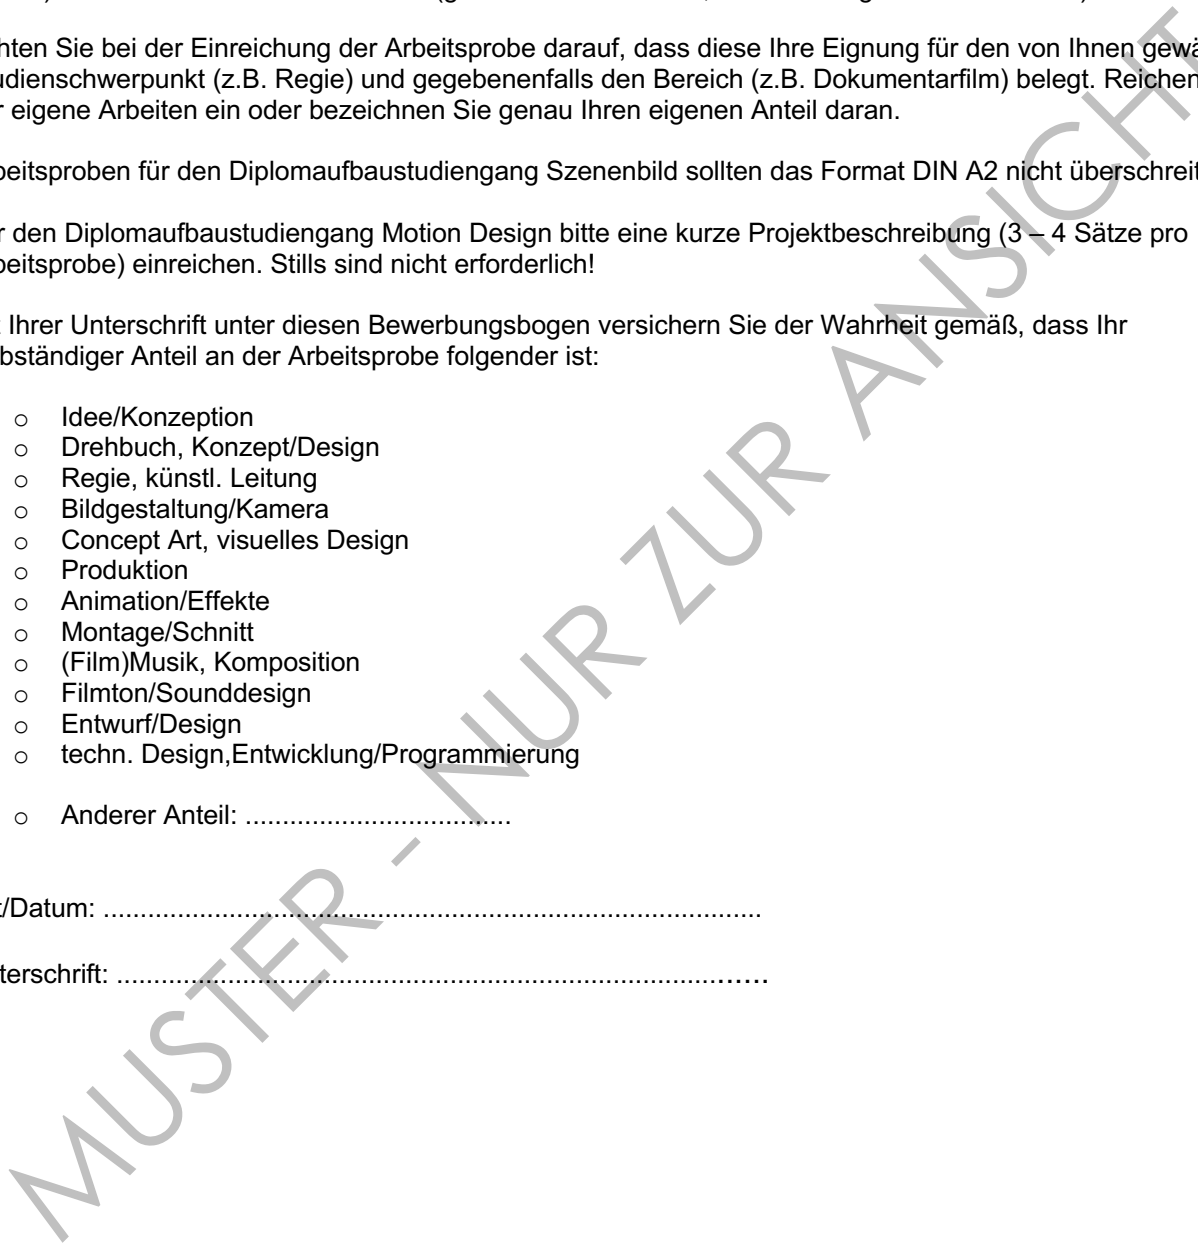 hten Sie bei der Einreichung der Arbeitsprobe darauf, dass diese Ihre Eignung für den von Ihnen gewä
udienschwerpunkt (z.B. Regie) und gegebenenfalls den Bereich (z.B. Dokumentarfilm) belegt. Reichen
r eigene Arbeiten ein oder bezeichnen Sie genau Ihren eigenen Anteil daran.
beitsproben für den Diplomaufbaustudiengang Szenenbild sollten das Format DIN A2 nicht überschreit
r den Diplomaufbaustudiengang Motion Design bitte eine kurze Projektbeschreibung (3 – 4 Sätze pro
beitsprobe) einreichen. Stills sind nicht erforderlich!
t Ihrer Unterschrift unter diesen Bewerbungsbogen versichern Sie der Wahrheit gemäß, dass Ihr
bständiger Anteil an der Arbeitsprobe folgender ist:
o Idee/Konzeption
o Drehbuch, Konzept/Design
o Regie, künstl. Leitung
o Bildgestaltung/Kamera
o Concept Art, visuelles Design
o Produktion
o Animation/Effekte
o Montage/Schnitt
o (Film)Musik, Komposition
o Filmton/Sounddesign
o Entwurf/Design
o techn. Design,Entwicklung/Programmierung
o Anderer Anteil: ....................................
t/Datum: .........................................................................................
terschrift: ........................................................................................
MUSTER - NUR ZUR ANSICHT